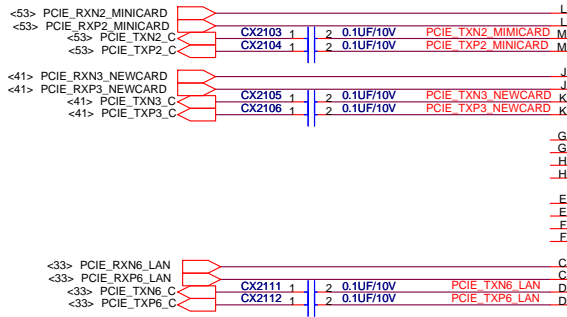 <53> PCIE_RXN2_MINICARD L
<53> PCIE_RXP2_MINICARD L
<53> PCIE_TXN2_C CX2103 1 2 0.1UF/10V PCIE_TXN2_MIMICARD M
<53> PCIE_TXP2_C CX2104 1 2 0.1UF/10V PCIE_TXP2_MINICARD M
<41> PCIE_RXN3_NEWCARD J
<41> PCIE_RXP3_NEWCARD J
<41> PCIE_TXN3_C CX2105 1 2 0.1UF/10V PCIE_TXN3_NEWCARD K
<41> PCIE_TXP3_C CX2106 1 2 0.1UF/10V PCIE_TXP3_NEWCARD K
G
G
H
H
E
E
F
F
<33> PCIE_RXN6_LAN C
<33> PCIE_RXP6_LAN C
<33> PCIE_TXN6_C CX2111 1 2 0.1UF/10V PCIE_TXN6_LAN D
<33> PCIE_TXP6_C CX2112 1 2 0.1UF/10V PCIE_TXP6_LAN D